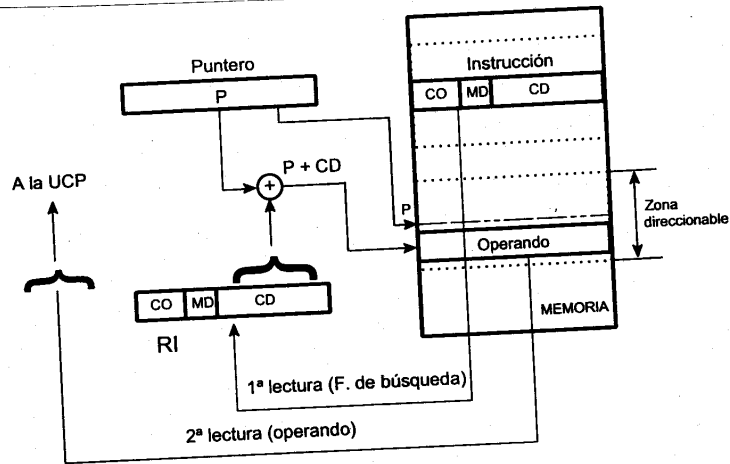 Puntero
P
Instrucción
CO MD CD
A la UCP
P + CD
+
P
Zona
direccionable
Operando
CO MD CD
RI
MEMORIA
1ª lectura (F. de búsqueda)
2ª lectura (operando)